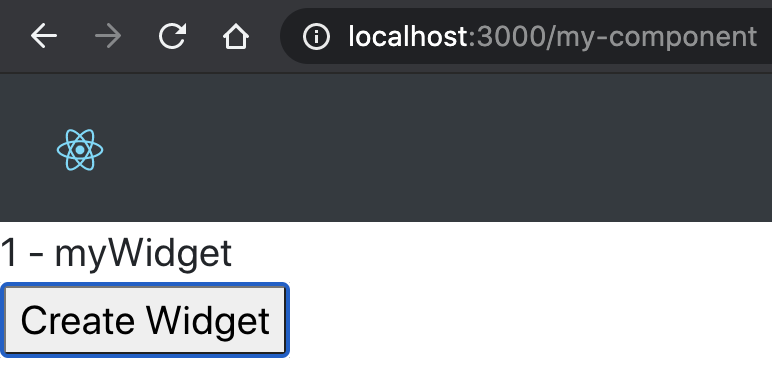 localhost:3000/my-component
1 - myWidget
Create Widget